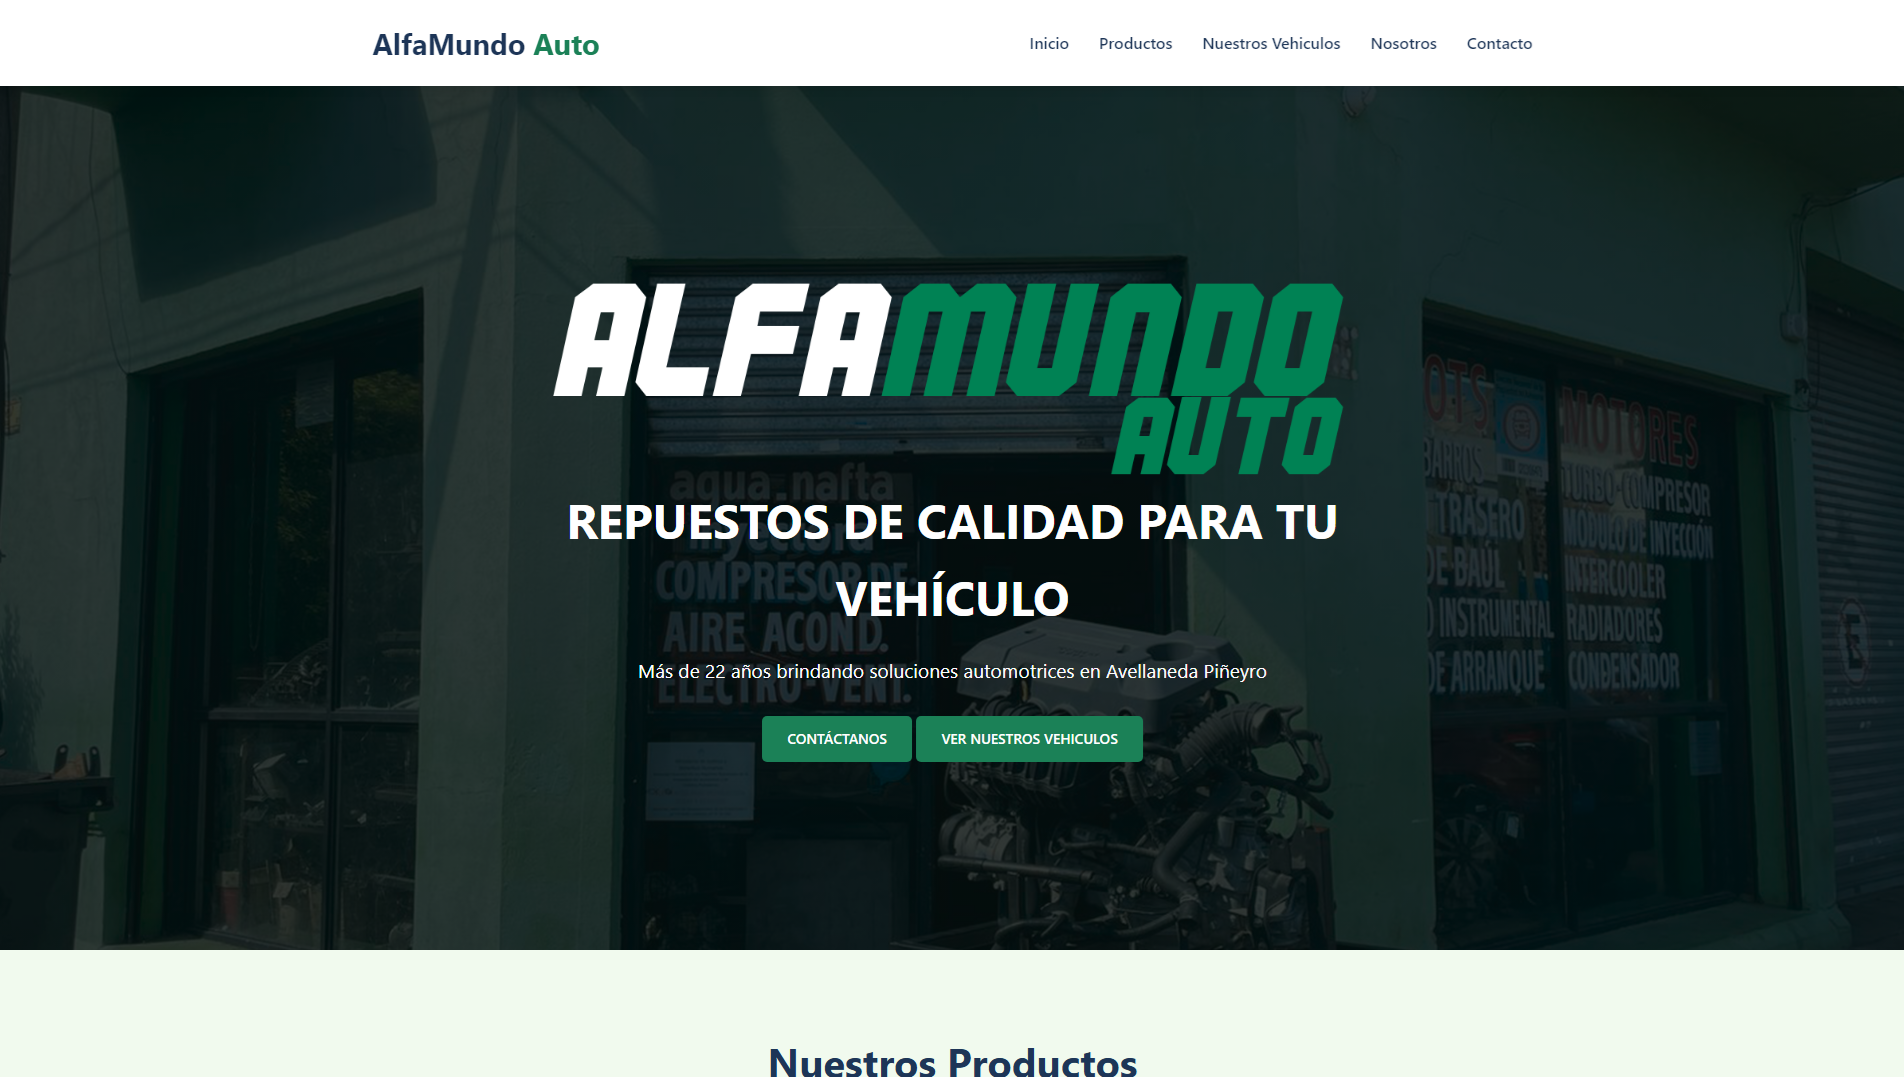 AlfaMundo Auto
Inicio
Productos
Nuestros Vehiculos
Nosotros
Contacto
ALFAMUNDO
AUTO
REPUESTOS DE CALIDAD PARA TU
VEHÍCULO
Más de 22 años brindando soluciones automotrices en Avellaneda Piñeyro
CONTÁCTANOS
VER NUESTROS VEHICULOS
agua.nafta
COMPRESOR DE:
AIRE ACOND.
ELECTRO-VENT.
BARROS
TRASERO
DE BAÚL
INSTRUMENTAL
DE ARRANQUE
MOTORES
TURBO-COMPRESOR
MODULO DE INYECCIÓN
INTERCOOLER
RADIADORES
CONDENSADOR
Nuestros Productos